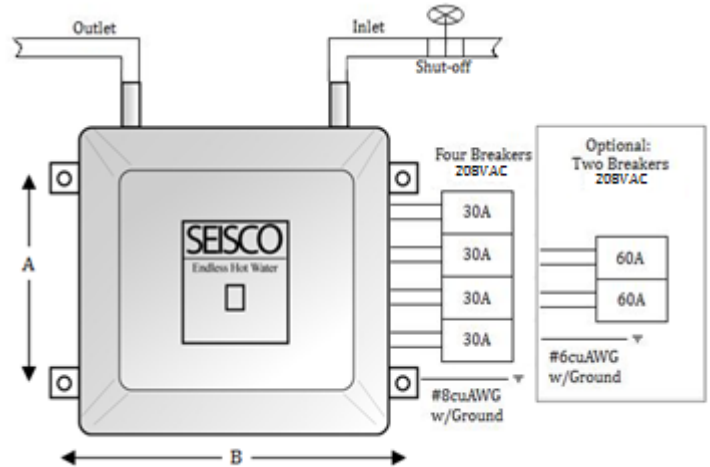 Outlet
Inlet
Shut-off
Four Breakers
208VAC
30A
30A
30A
30A
#8cuAWG
w/Ground
Optional:
Two Breakers
208VAC
60A
60A
#6cuAWG
w/Ground
SEISCO
Endless Hot Water
A
B